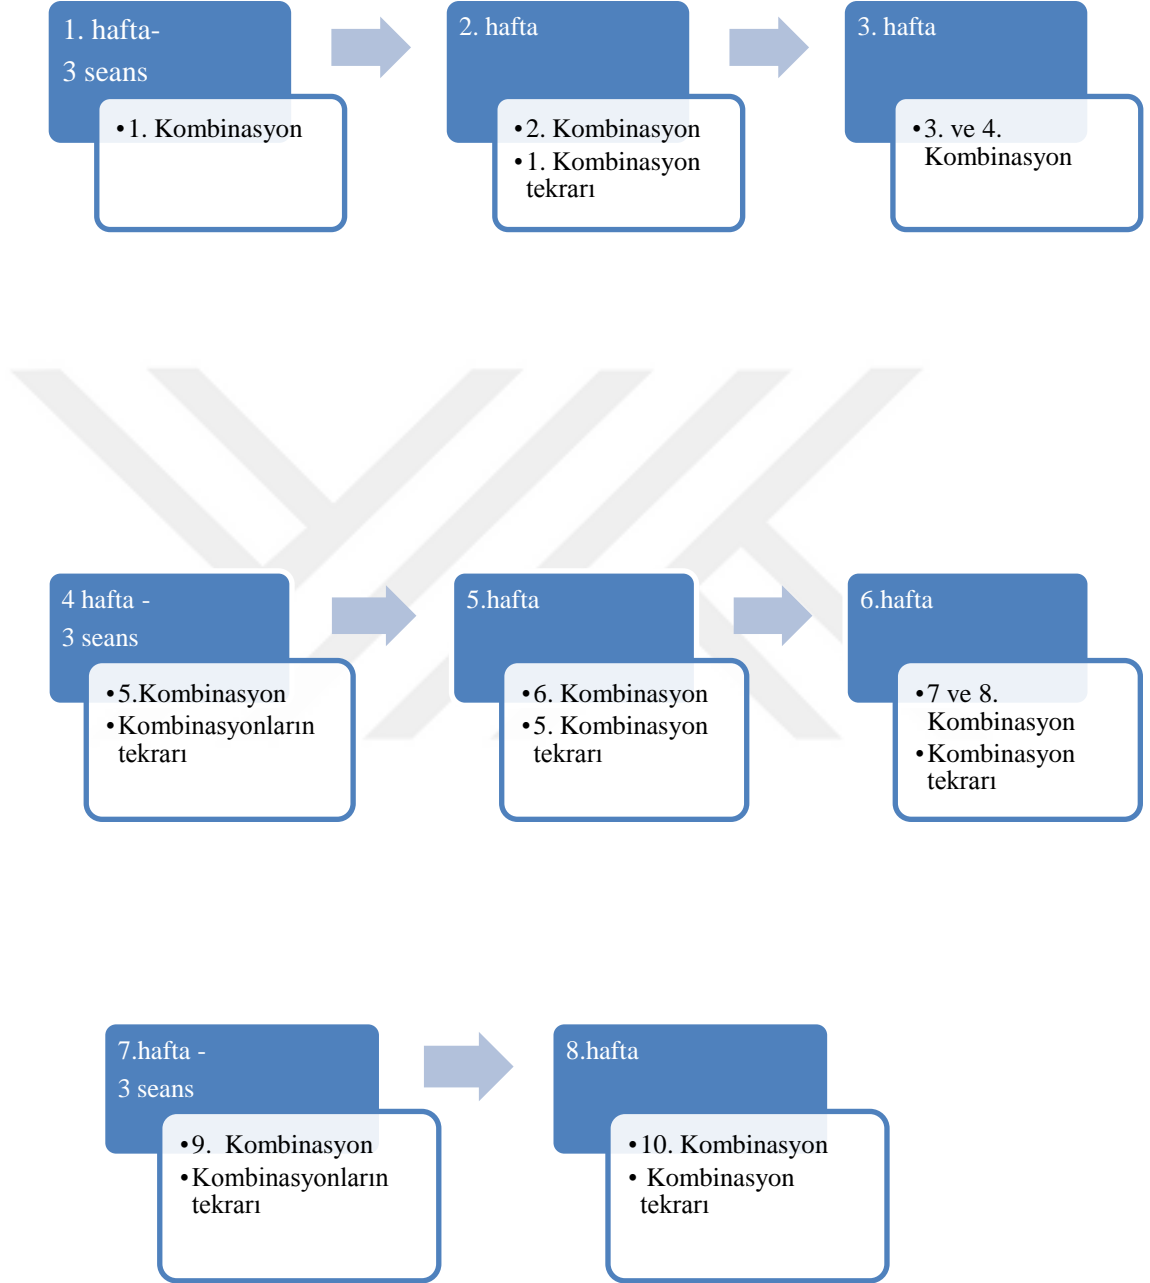 1. hafta-
3 seans
•1. Kombinasyon
2. hafta
•2. Kombinasyon
•1. Kombinasyon
tekrarı
3. hafta
•3. ve 4.
Kombinasyon
4 hafta -
3 seans
•5.Kombinasyon
•Kombinasyonların
tekrarı
5.hafta
•6. Kombinasyon
•5. Kombinasyon
tekrarı
6.hafta
•7 ve 8.
Kombinasyon
•Kombinasyon
tekrarı
7.hafta -
3 seans
•9. Kombinasyon
•Kombinasyonların
tekrarı
8.hafta
•10. Kombinasyon
• Kombinasyon
tekrarı